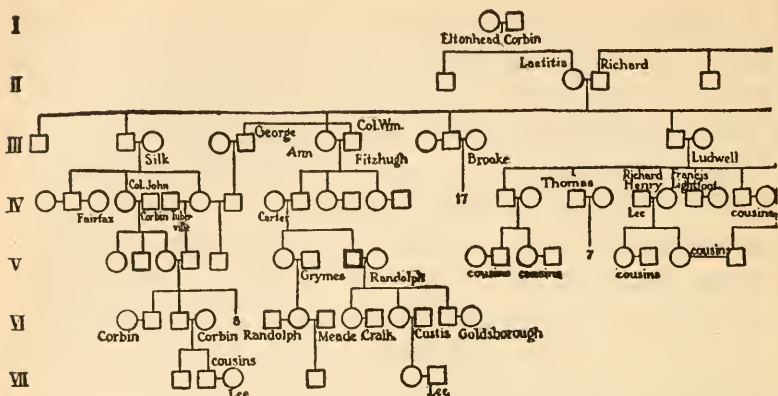 I
Eltonhead Corbin
II
Laetitia Richard
III
George Col. Wm.
Silk Ann Fitzhugh Brooke Ludwell
IV
Col. John Thomas Richard Henry Francis Lightfoot
Fairfax Corbin Tuberville Carter 17 Lee cousins
V
Grymes Randolph cousins cousins 7 cousins cousins
VI
Corbin Corbin 8 Randolph Meade Craik Custis Goldsborough
VII
cousins
Lee Lee